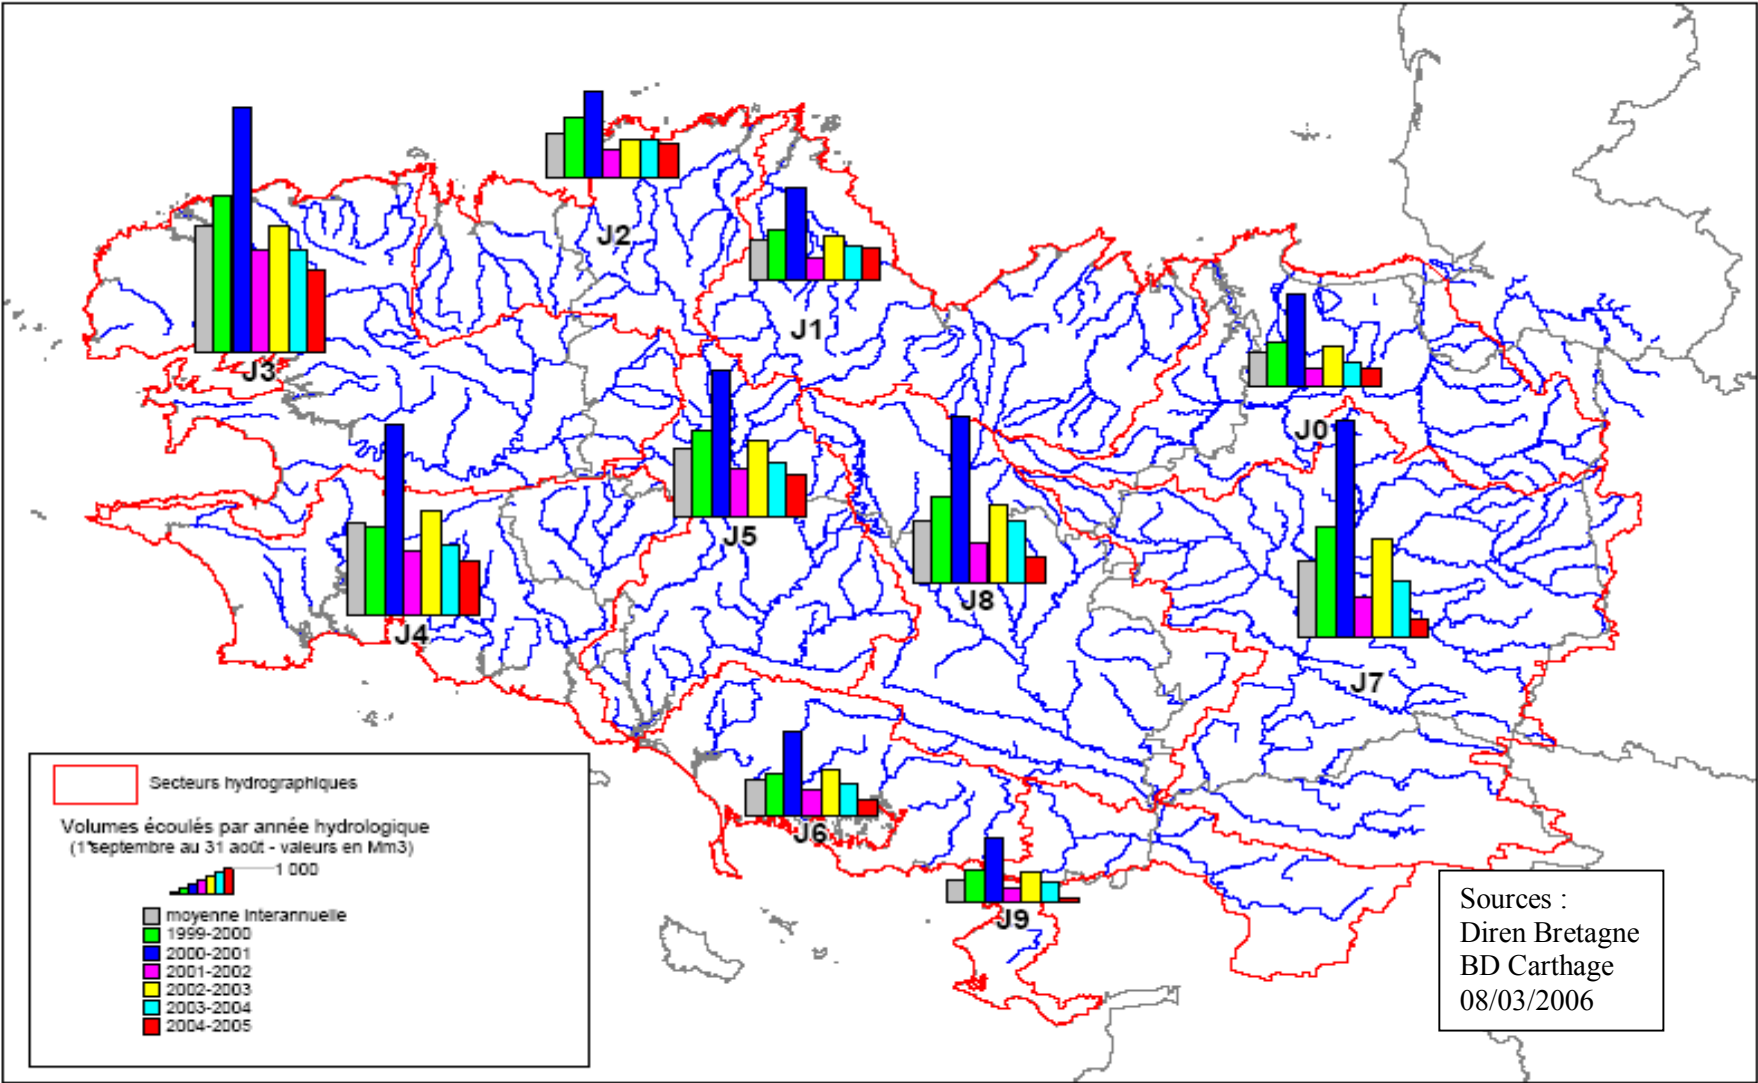 J2
J1
J3
J0
J5
J8
J4
J7
J6
J9
Secteurs hydrographiques
Volumes écoulés par année hydrologique
(1erseptembre au 31 août - valeurs en Mm3)
1 000
moyenne Interannuelle
1999-2000
2000-2001
2001-2002
2002-2003
2003-2004
2004-2005
Sources :
Diren Bretagne
BD Carthage
08/03/2006